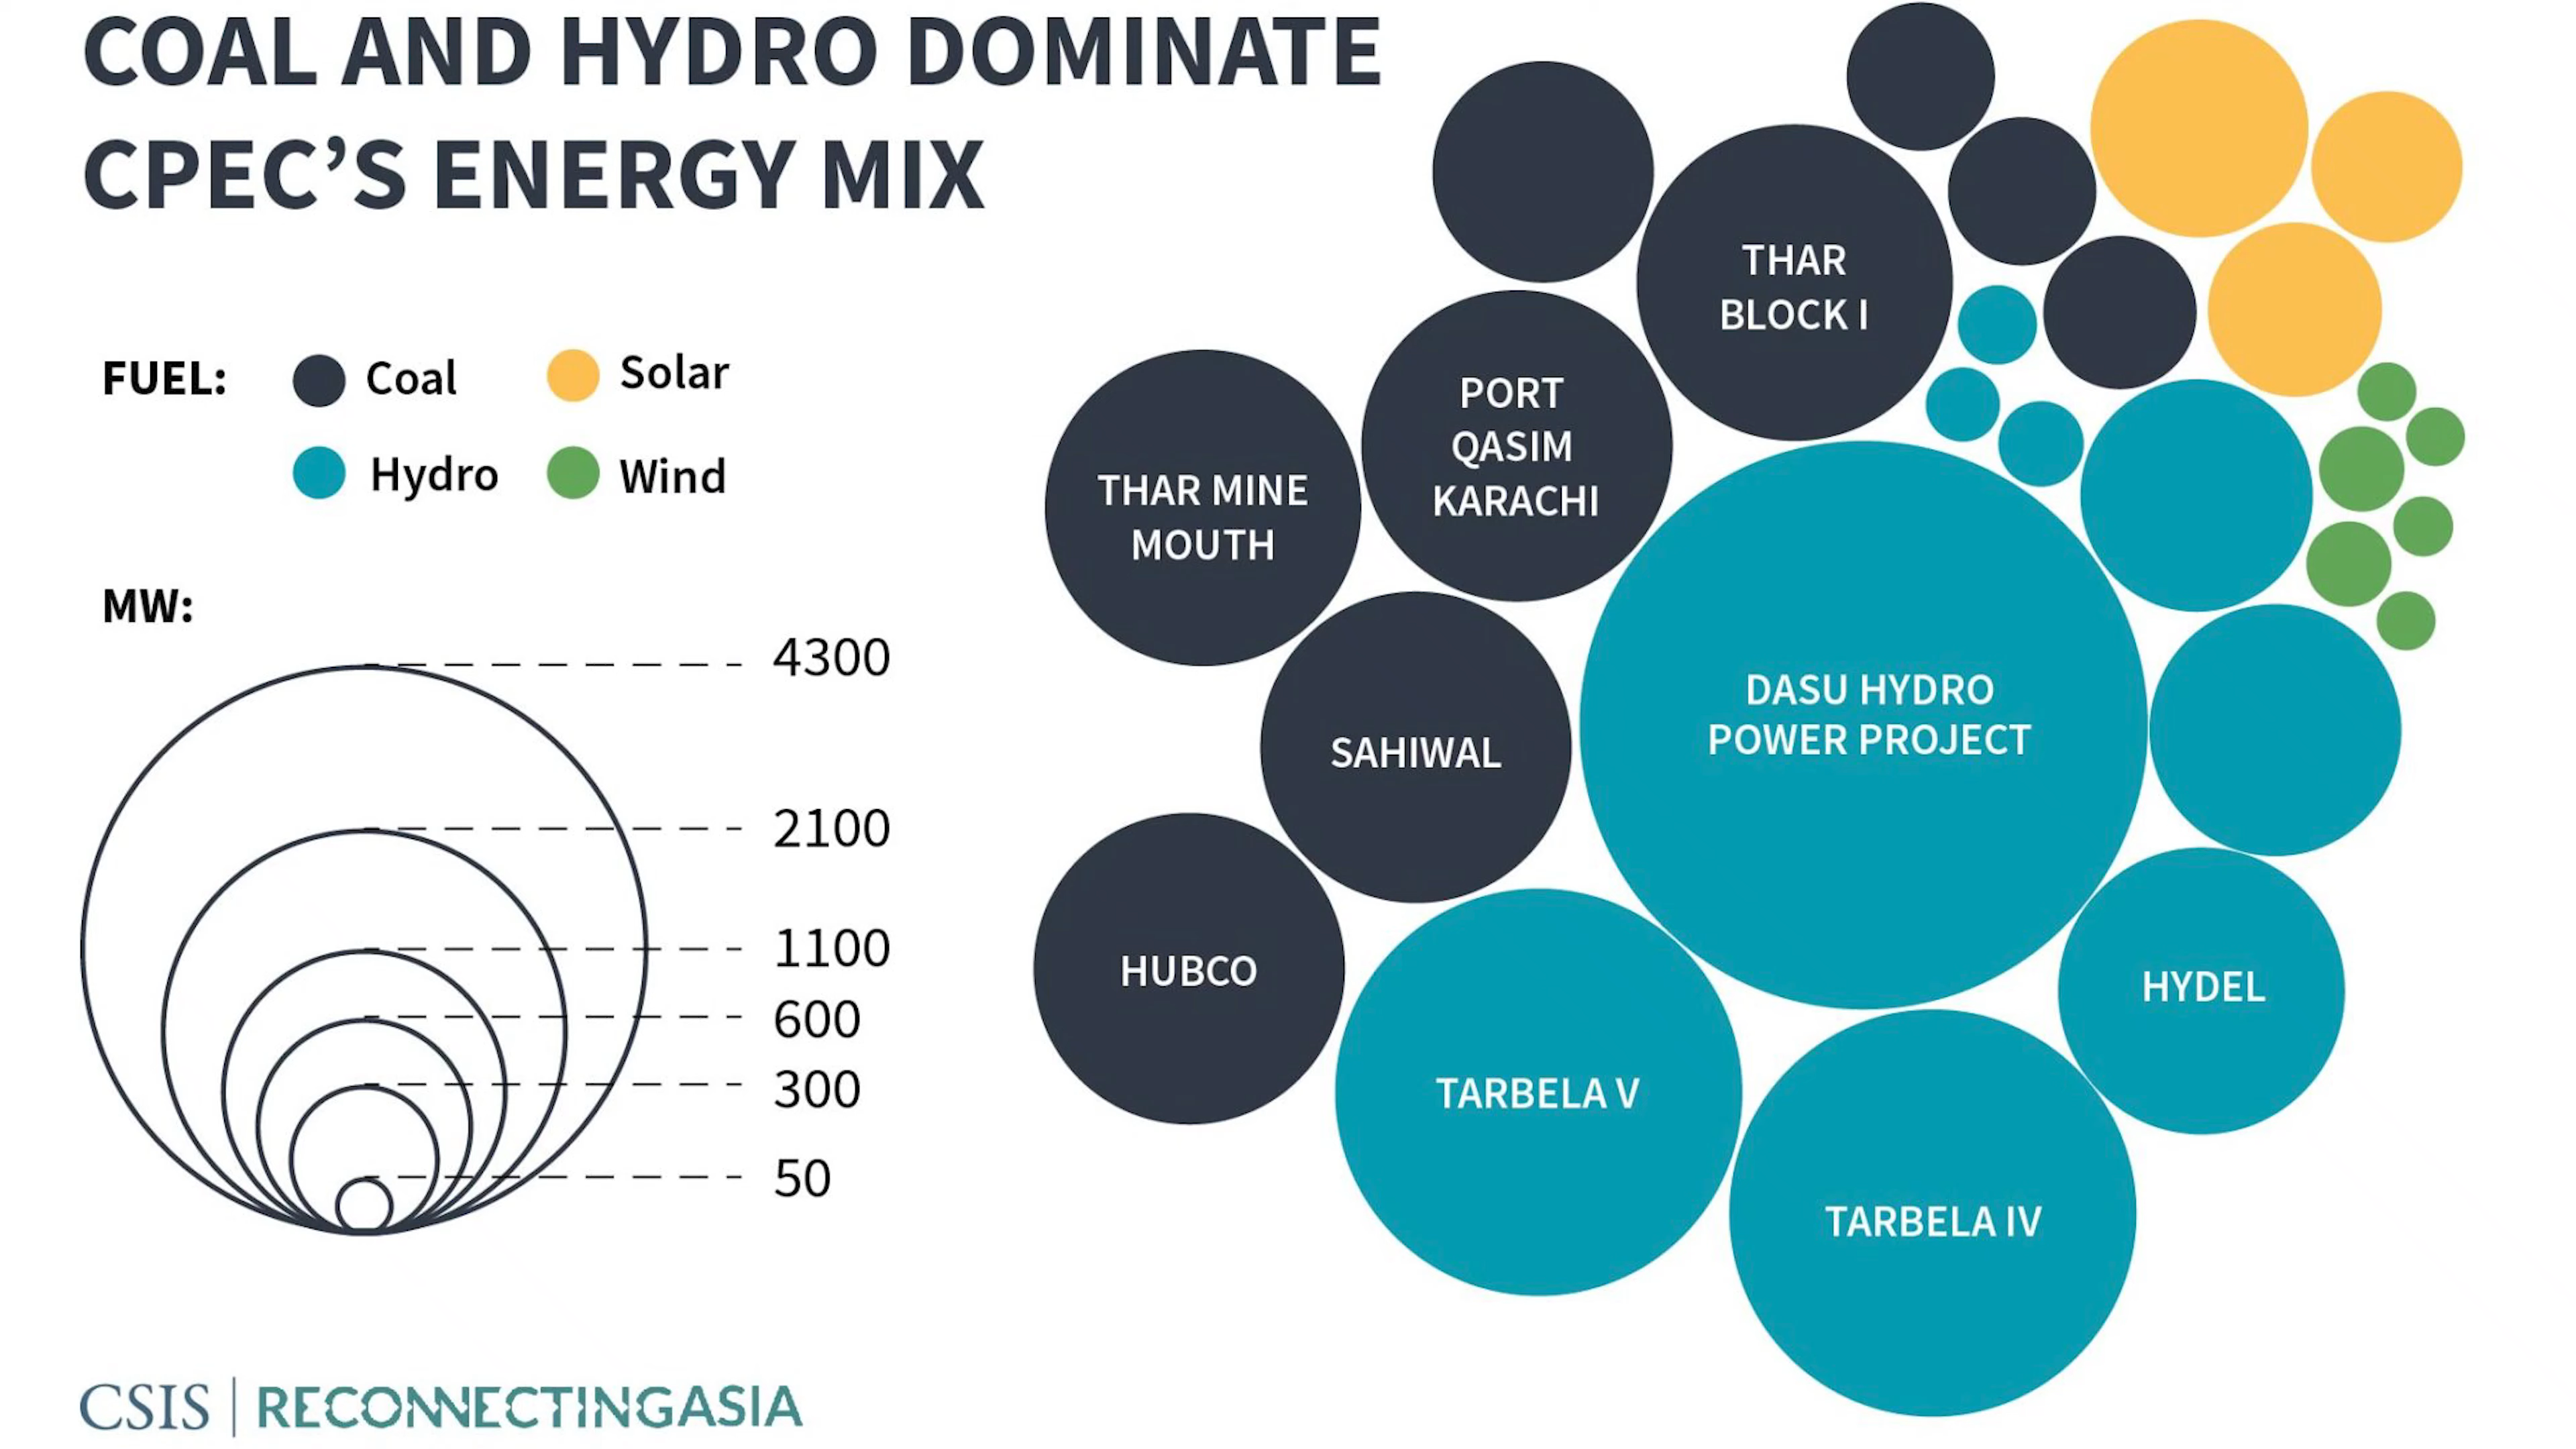 COAL AND HYDRO DOMINATE
CPEC’S ENERGY MIX
FUEL:
Coal
Solar
Hydro
Wind
MW:
4300
2100
1100
600
300
50
THAR
BLOCK I
PORT
QASIM
KARACHI
THAR MINE
MOUTH
SAHIWAL
HUBCO
DASU HYDRO
POWER PROJECT
HYDEL
TARBELA V
TARBELA IV
CSIS | RECONNECTINGASIA